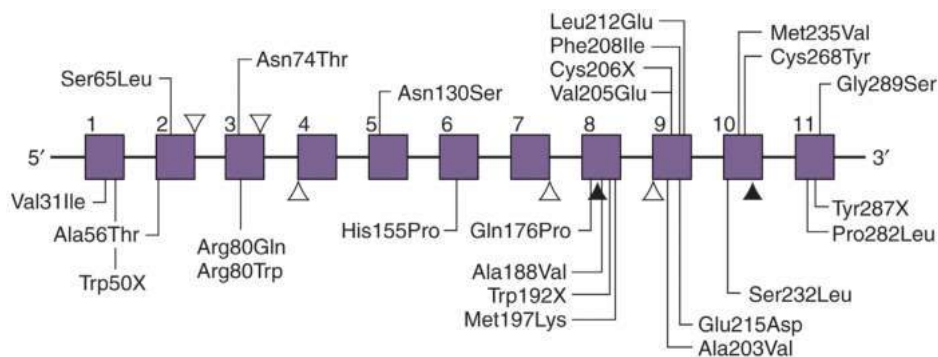 Leu212Glu
Phe208Ile
Cys206X
Val205Glu
Met235Val
Cys268Tyr
Gly289Ser
Asn74Thr
Ser65Leu
Asn130Ser
1 2 3 4 5 6 7 8 9 10 11
5′ 3′
Val31Ile
Ala56Thr
Trp50X
Arg80Gln
Arg80Trp
His155Pro
Gln176Pro
Ala188Val
Trp192X
Met197Lys
Tyr287X
Pro282Leu
Ser232Leu
Glu215Asp
Ala203Val